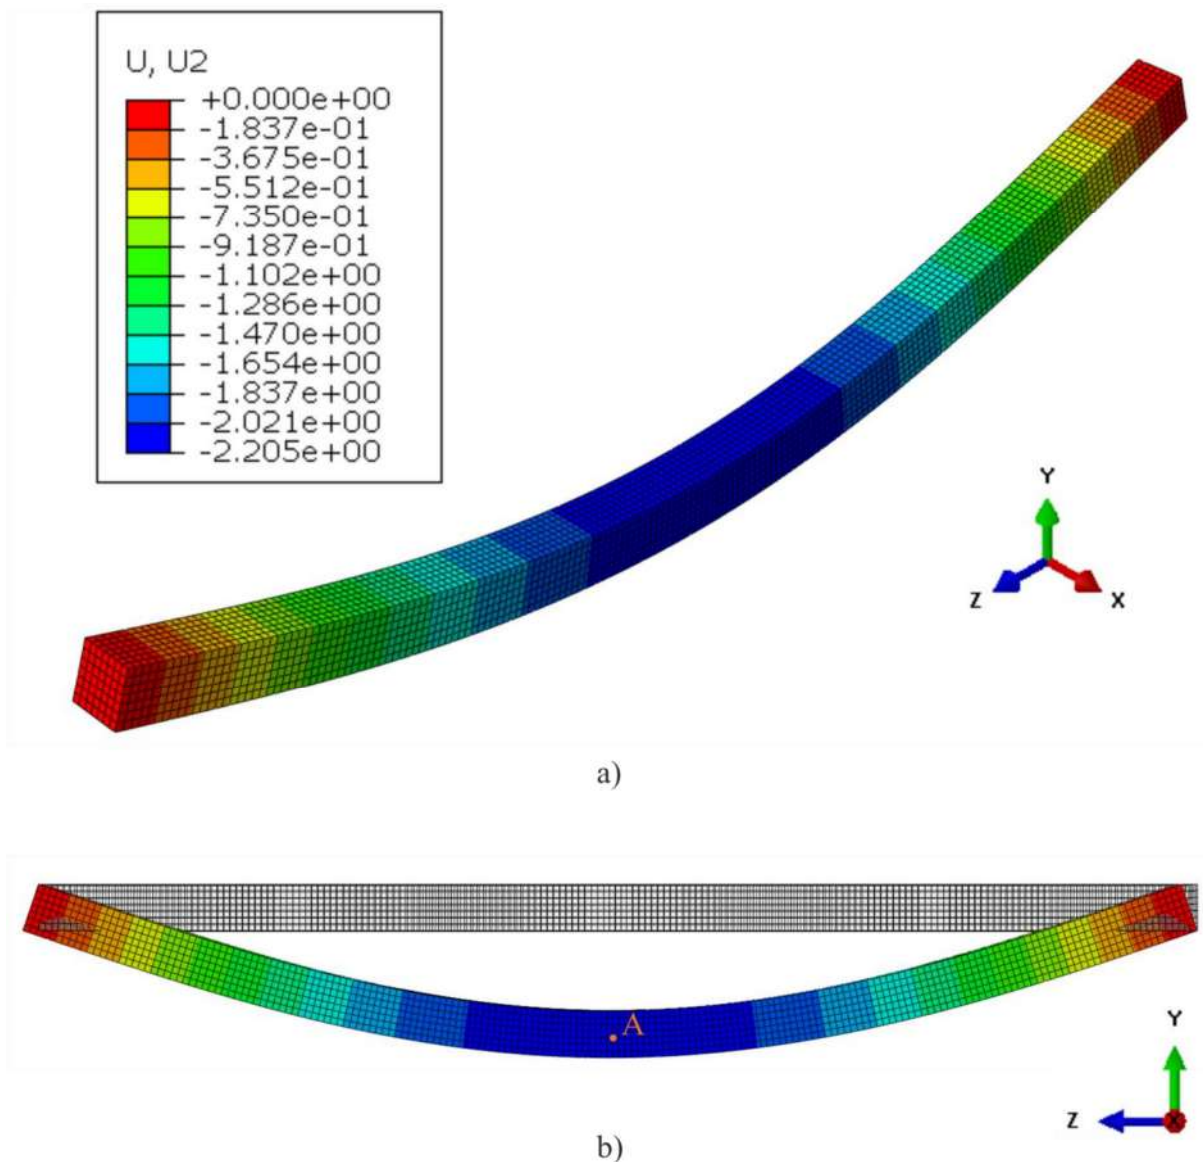 U, U2
+0.000e+00
-1.837e-01
-3.675e-01
-5.512e-01
-7.350e-01
-9.187e-01
-1.102e+00
-1.286e+00
-1.470e+00
-1.654e+00
-1.837e+00
-2.021e+00
-2.205e+00
Y
Z
X
a)
A
Y
Z
X
b)